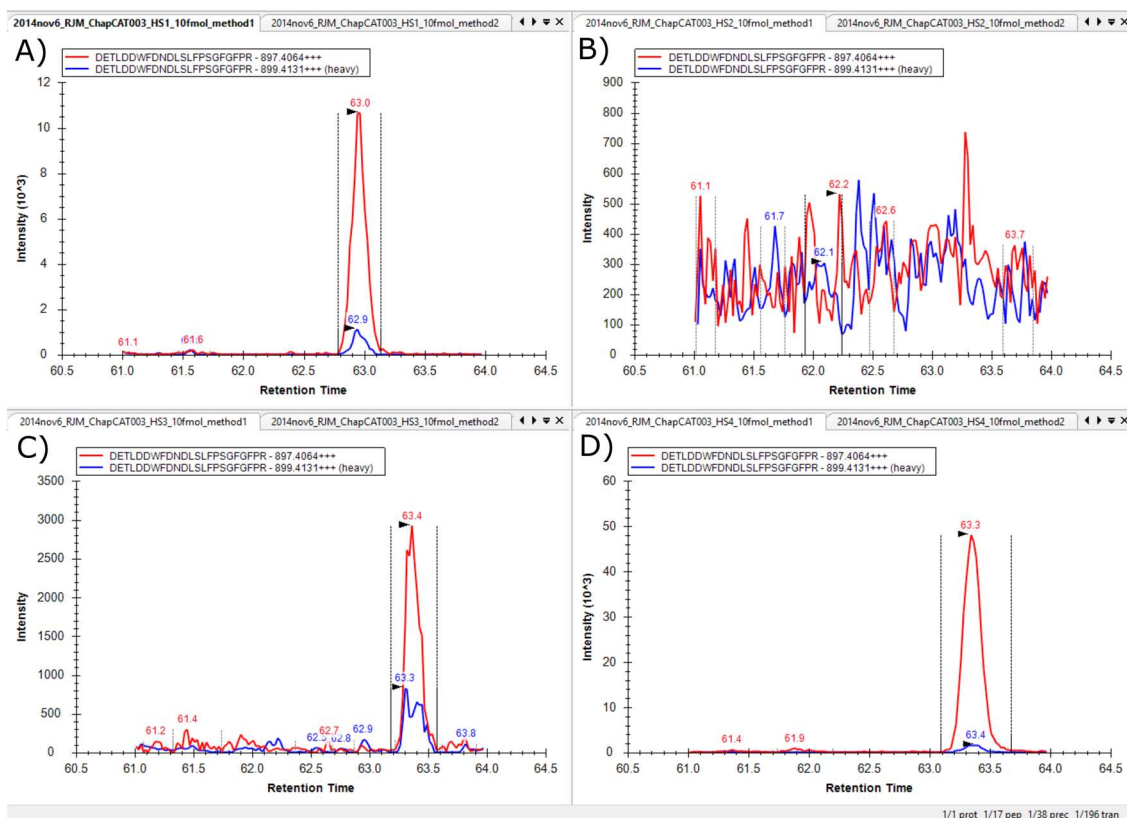 2014nov6_RJM_ChapCAT003_HS1_10fmol_method1 2014nov6_RJM_ChapCAT003_HS1_10fmol_method2
A)
DETLDDWFDNDLSLFPSGFGFPR - 897.4064+++
DETLDDWFDNDLSLFPSGFGFPR - 899.4131+++ (heavy)
12
10
8
6
4
2
0
Intensity (10^3)
63.0
62.9
61.1
61.6
60.5 61.0 61.5 62.0 62.5 63.0 63.5 64.0 64.5
Retention Time
2014nov6_RJM_ChapCAT003_HS2_10fmol_method1 2014nov6_RJM_ChapCAT003_HS2_10fmol_method2
B)
DETLDDWFDNDLSLFPSGFGFPR - 897.4064+++
DETLDDWFDNDLSLFPSGFGFPR - 899.4131+++ (heavy)
900
800
700
600
500
400
300
200
100
0
Intensity
61.1
61.7
62.2
62.1
62.6
63.7
60.5 61.0 61.5 62.0 62.5 63.0 63.5 64.0 64.5
Retention Time
2014nov6_RJM_ChapCAT003_HS3_10fmol_method1 2014nov6_RJM_ChapCAT003_HS3_10fmol_method2
C)
DETLDDWFDNDLSLFPSGFGFPR - 897.4064+++
DETLDDWFDNDLSLFPSGFGFPR - 899.4131+++ (heavy)
3500
3000
2500
2000
1500
1000
500
0
Intensity
63.4
63.3
61.2
61.4
62.7
62.8
62.9
63.8
60.5 61.0 61.5 62.0 62.5 63.0 63.5 64.0 64.5
Retention Time
2014nov6_RJM_ChapCAT003_HS4_10fmol_method1 2014nov6_RJM_ChapCAT003_HS4_10fmol_method2
D)
DETLDDWFDNDLSLFPSGFGFPR - 897.4064+++
DETLDDWFDNDLSLFPSGFGFPR - 899.4131+++ (heavy)
60
50
40
30
20
10
0
Intensity (10^3)
63.3
63.4
61.4
61.9
60.5 61.0 61.5 62.0 62.5 63.0 63.5 64.0 64.5
Retention Time
1/1 prot 1/17 pep 1/38 prec 1/196 tran